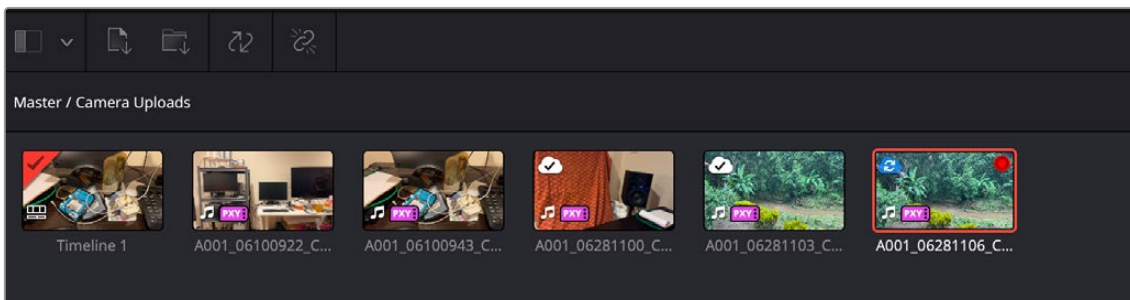 Master / Camera Uploads
PXY
PXY
PXY
PXY
PXY
Timeline 1
A001_06100922_C...
A001_06100943_C...
A001_06281100_C...
A001_06281103_C...
A001_06281106_C...